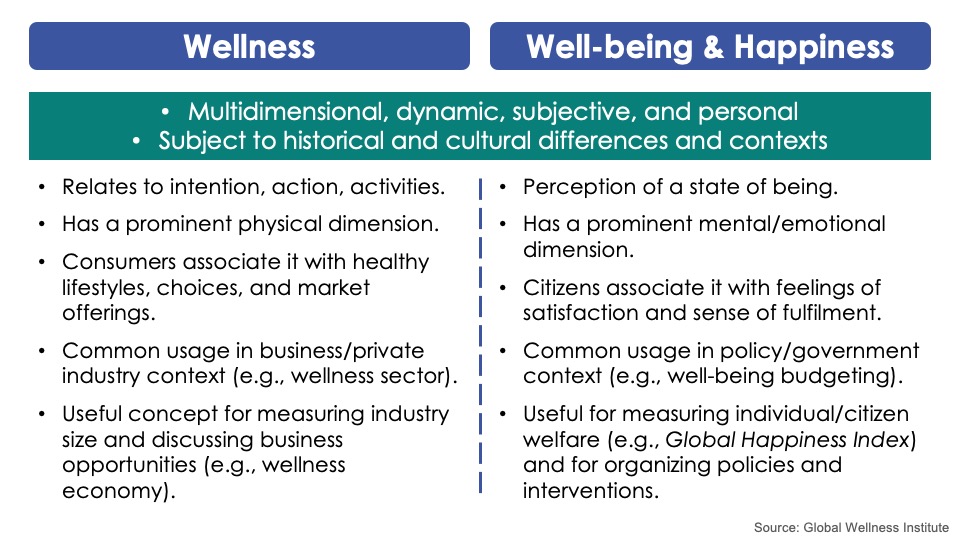 Wellness
Well-being & Happiness
• Multidimensional, dynamic, subjective, and personal
• Subject to historical and cultural differences and contexts
• Relates to intention, action, activities.
• Has a prominent physical dimension.
• Consumers associate it with healthy
lifestyles, choices, and market
offerings.
• Common usage in business/private
industry context (e.g., wellness sector).
• Useful concept for measuring industry
size and discussing business
opportunities (e.g., wellness
economy).
• Perception of a state of being.
• Has a prominent mental/emotional
dimension.
• Citizens associate it with feelings of
satisfaction and sense of fulfilment.
• Common usage in policy/government
context (e.g., well-being budgeting).
• Useful for measuring individual/citizen
welfare (e.g., Global Happiness Index)
and for organizing policies and
interventions.
Source: Global Wellness Institute